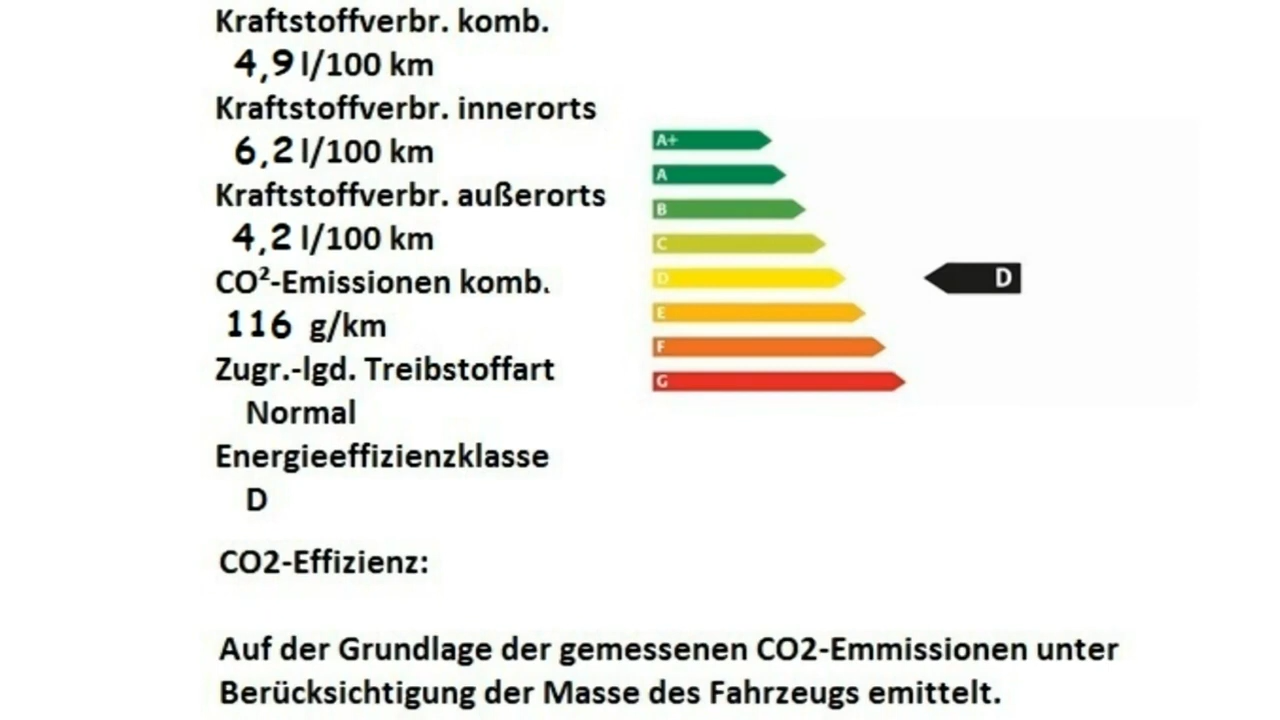 Kraftstoffverbr. komb.
4,9 l/100 km
Kraftstoffverbr. innerorts
6,2 l/100 km
Kraftstoffverbr. außerorts
4,2 l/100 km
CO²-Emissionen komb.
116 g/km
Zugr.-lgd. Treibstoffart
Normal
Energieeffizienzklasse
D
A+
A
B
C
D
D
E
F
G
CO2-Effizienz:
Auf der Grundlage der gemessenen CO2-Emmissionen unter
Berücksichtigung der Masse des Fahrzeugs emittelt.